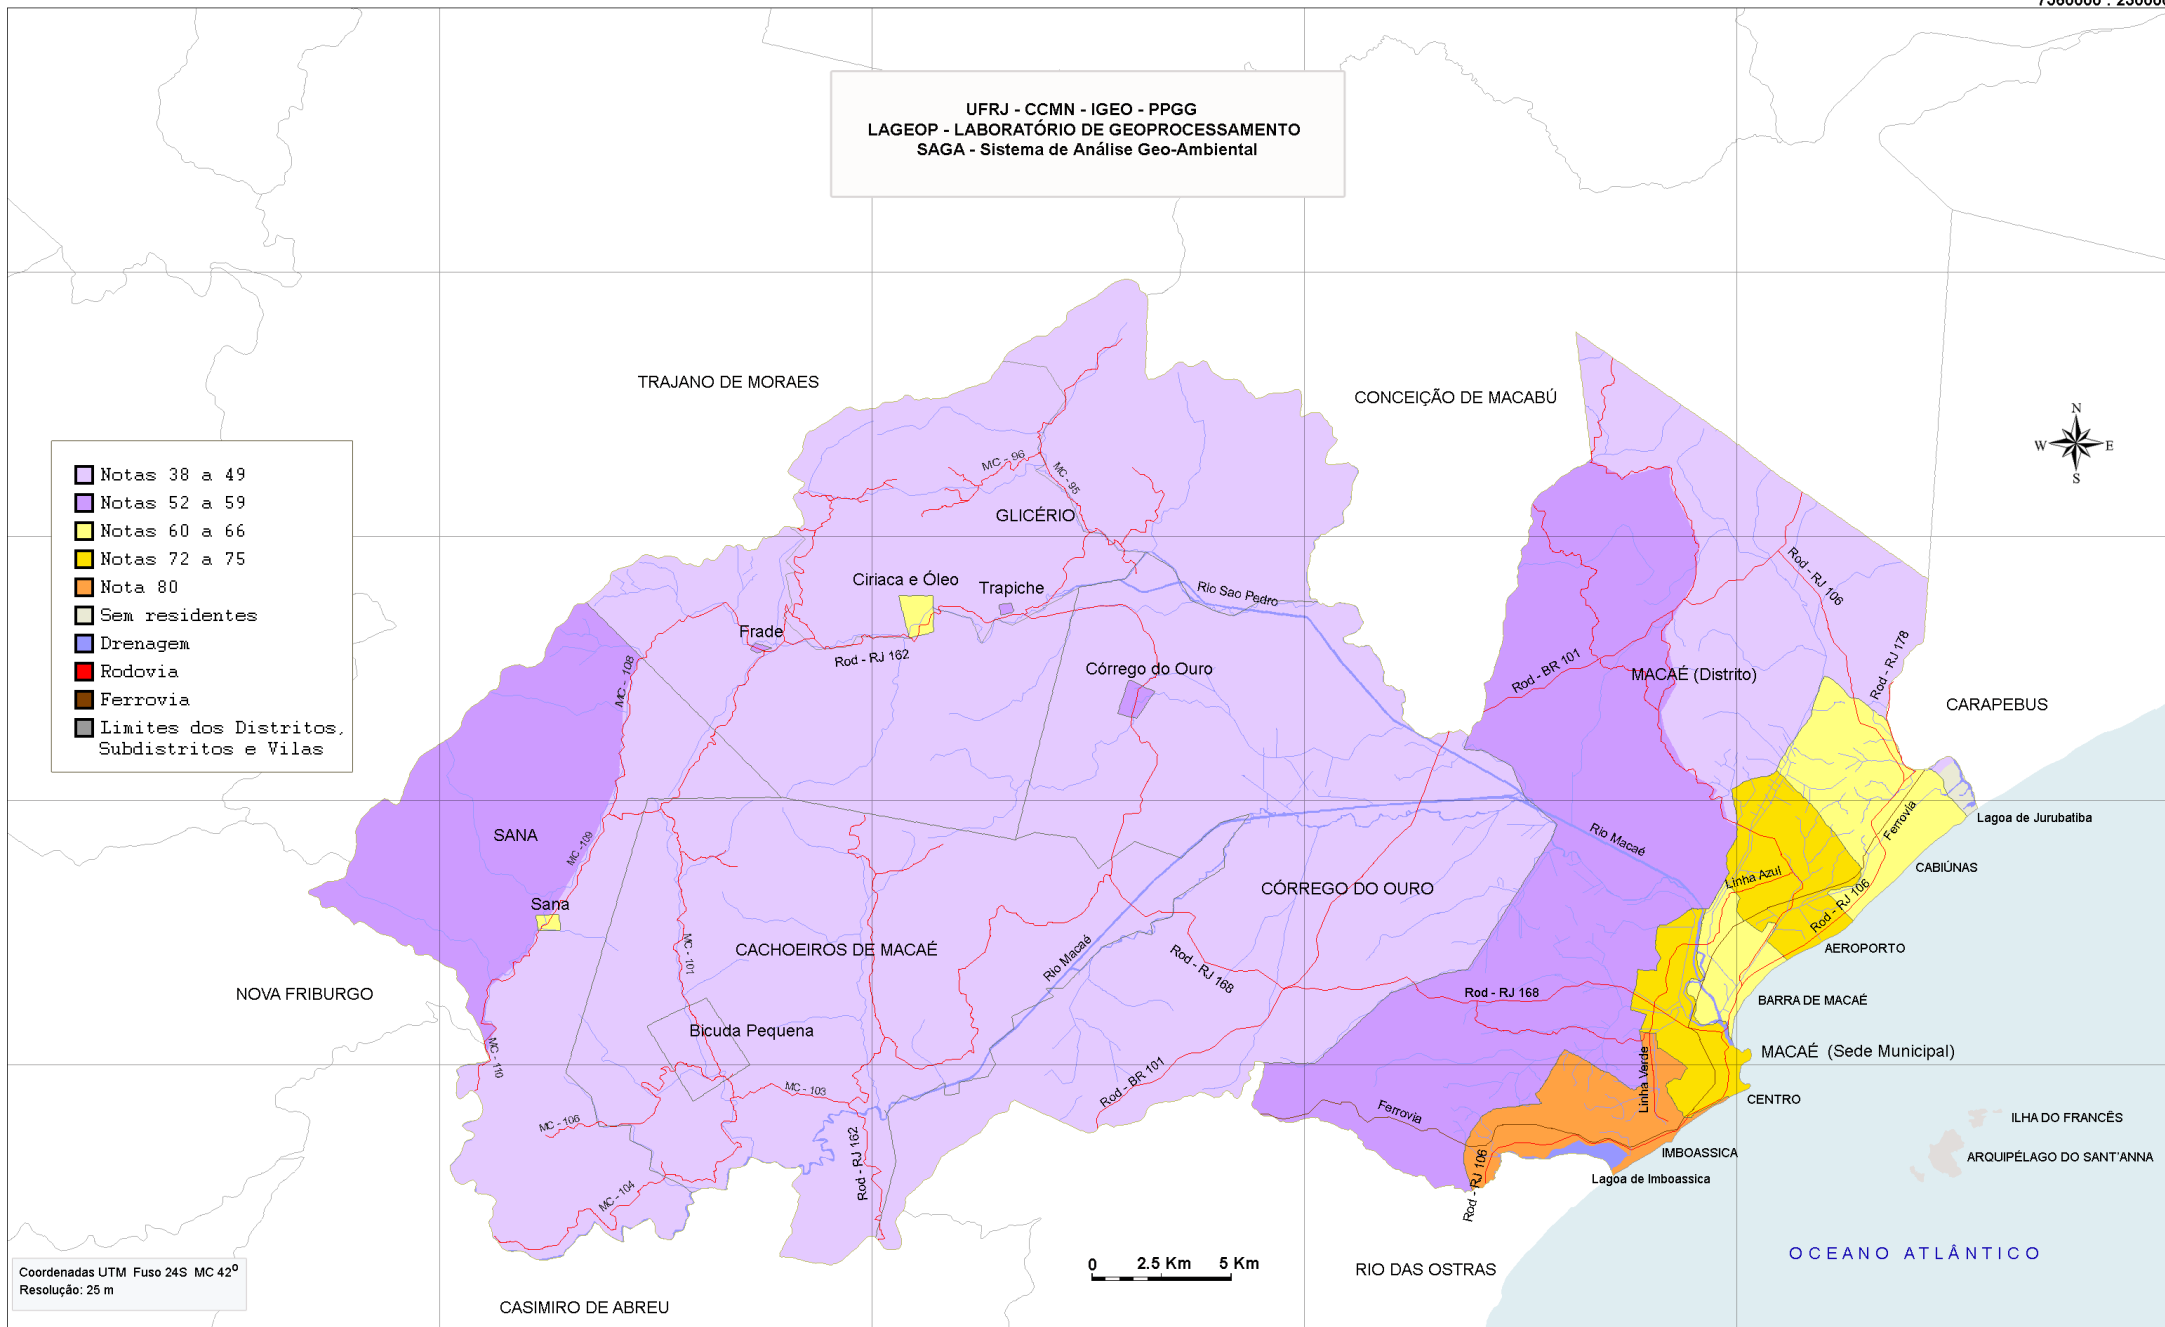 UFRJ - CCMN - IGEO - PPGG
LAGEOP - LABORATÓRIO DE GEOPROCESSAMENTO
SAGA - Sistema de Análise Geo-Ambiental
TRAJANO DE MORAES
CONCEIÇÃO DE MACABÚ
N
W
E
S
Notas 38 a 49
Notas 52 a 59
Notas 60 a 66
Notas 72 a 75
Nota 80
Sem residentes
Drenagem
Rodovia
Ferrovia
Limites dos Distritos,
Subdistritos e Vilas
MC - 96
MC - 95
GLICÉRIO
Ciriaca e Óleo
Trapiche
Rio Sao Pedro
Rod - RJ 106
Frade
Rod - RJ 162
MC - 108
Córrego do Ouro
Rod - BR 101
MACAÉ (Distrito)
Rod - RJ 178
CARAPEBUS
SANA
MC - 109
Rio Macaé
Ferrovia
Lagoa de Jurubatiba
CABIÚNAS
Linha Azul
CÓRREGO DO OURO
Sana
Rod - RJ 106
AEROPORTO
CACHOEIROS DE MACAÉ
MC - 101
Rio Macaé
Rod - RJ 168
Rod - RJ 168
NOVA FRIBURGO
BARRA DE MACAÉ
Bicuda Pequena
MACAÉ (Sede Municipal)
MC - 110
MC - 103
Rod - BR 101
Linha Verde
CENTRO
Ferrovia
ILHA DO FRANCÊS
MC - 106
IMBOASSICA
ARQUIPÉLAGO DO SANT'ANNA
Rod - RJ 162
Lagoa de Imboassica
MC - 104
Rod - RJ 106
OCEANO ATLÂNTICO
0 2.5 Km 5 Km
RIO DAS OSTRAS
Coordenadas UTM Fuso 24S MC 42º
Resolução: 25 m
CASIMIRO DE ABREU